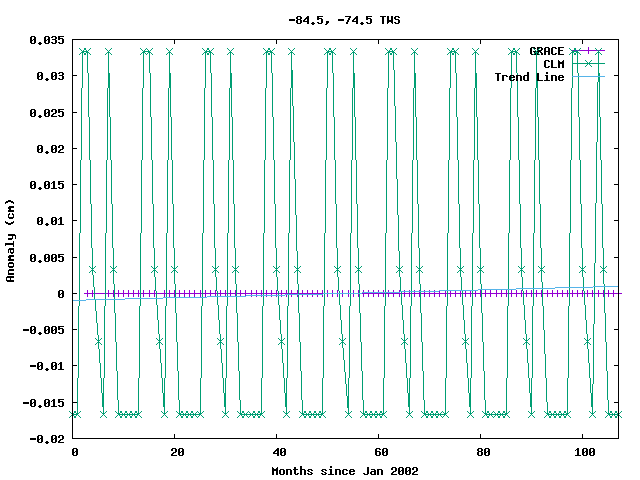 -84.5, -74.5 TWS
0.035
0.03
0.025
0.02
0.015
0.01
0.005
0
-0.005
-0.01
-0.015
-0.02
Anomaly (cm)
GRACE
CLM
Trend Line
0 20 40 60 80 100
Months since Jan 2002